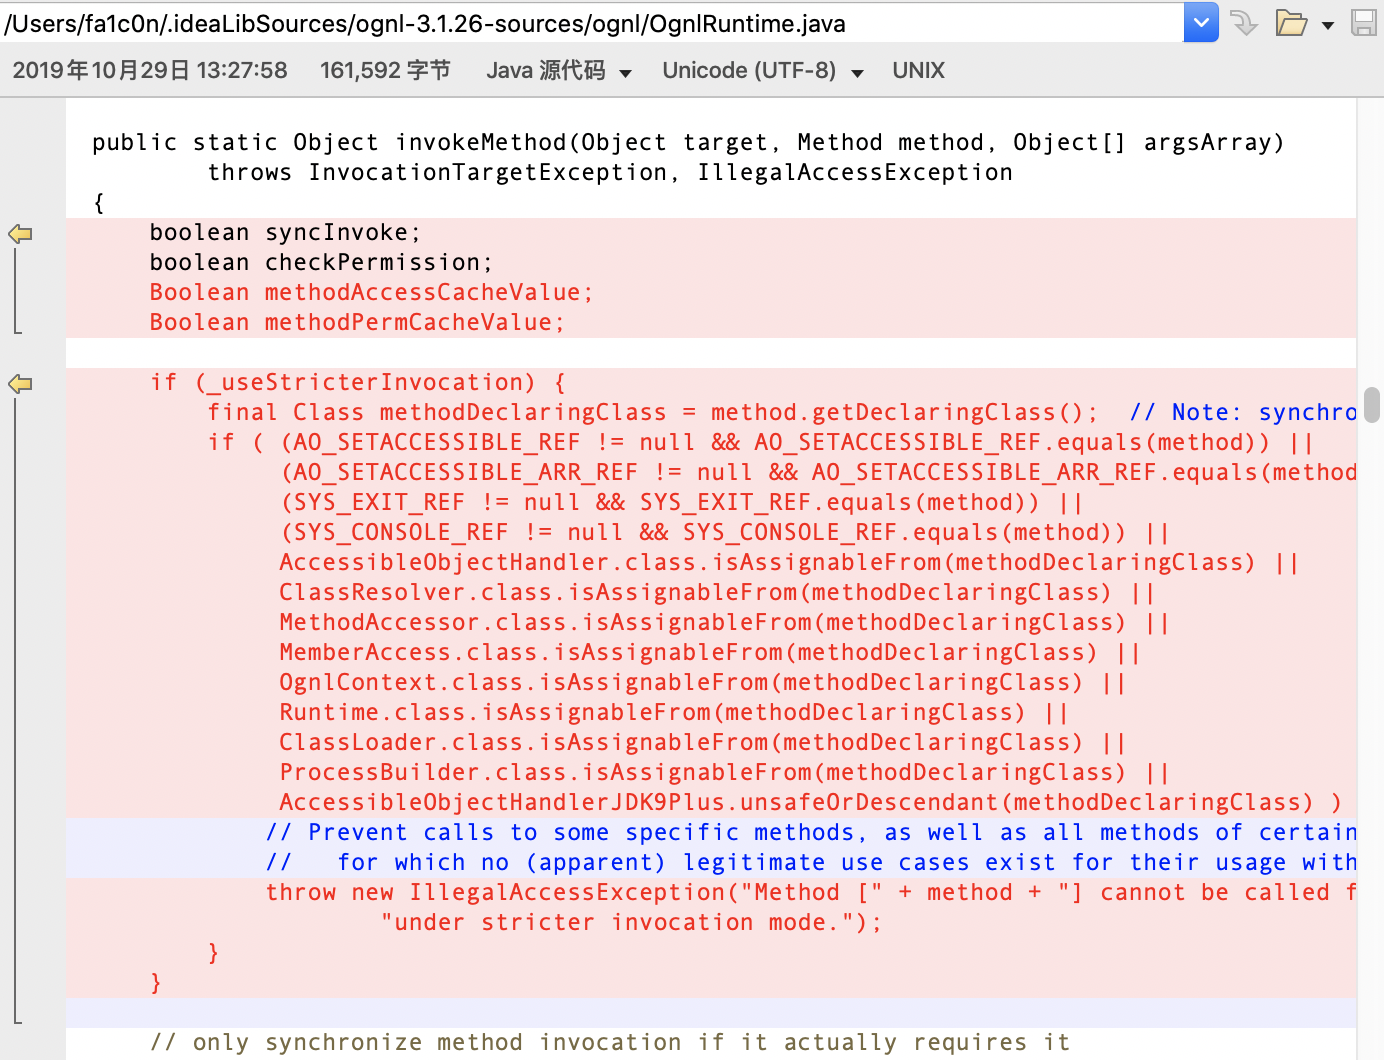 /Users/fa1c0n/.ideaLibSources/ognl-3.1.26-sources/ognl/OgnlRuntime.java
2019年10月29日 13:27:58 161,592 字节 Java 源代码 Unicode (UTF-8) UNIX
public static Object invokeMethod(Object target, Method method, Object[] argsArray)
throws InvocationTargetException, IllegalAccessException
{
boolean syncInvoke;
boolean checkPermission;
Boolean methodAccessCacheValue;
Boolean methodPermCacheValue;
if (_useStricterInvocation) {
final Class methodDeclaringClass = method.getDeclaringClass();  // Note: synchro
if ( (AO_SETACCESSIBLE_REF != null && AO_SETACCESSIBLE_REF.equals(method)) ||
(AO_SETACCESSIBLE_ARR_REF != null && AO_SETACCESSIBLE_ARR_REF.equals(method
(SYS_EXIT_REF != null && SYS_EXIT_REF.equals(method)) ||
(SYS_CONSOLE_REF != null && SYS_CONSOLE_REF.equals(method)) ||
AccessibleObjectHandler.class.isAssignableFrom(methodDeclaringClass) ||
ClassResolver.class.isAssignableFrom(methodDeclaringClass) ||
MethodAccessor.class.isAssignableFrom(methodDeclaringClass) ||
MemberAccess.class.isAssignableFrom(methodDeclaringClass) ||
OgnlContext.class.isAssignableFrom(methodDeclaringClass) ||
Runtime.class.isAssignableFrom(methodDeclaringClass) ||
ClassLoader.class.isAssignableFrom(methodDeclaringClass) ||
ProcessBuilder.class.isAssignableFrom(methodDeclaringClass) ||
AccessibleObjectHandlerJDK9Plus.unsafeOrDescendant(methodDeclaringClass) )
// Prevent calls to some specific methods, as well as all methods of certain
//   for which no (apparent) legitimate use cases exist for their usage with
throw new IllegalAccessException("Method [" + method + "] cannot be called f
"under stricter invocation mode.");
}
}
// only synchronize method invocation if it actually requires it